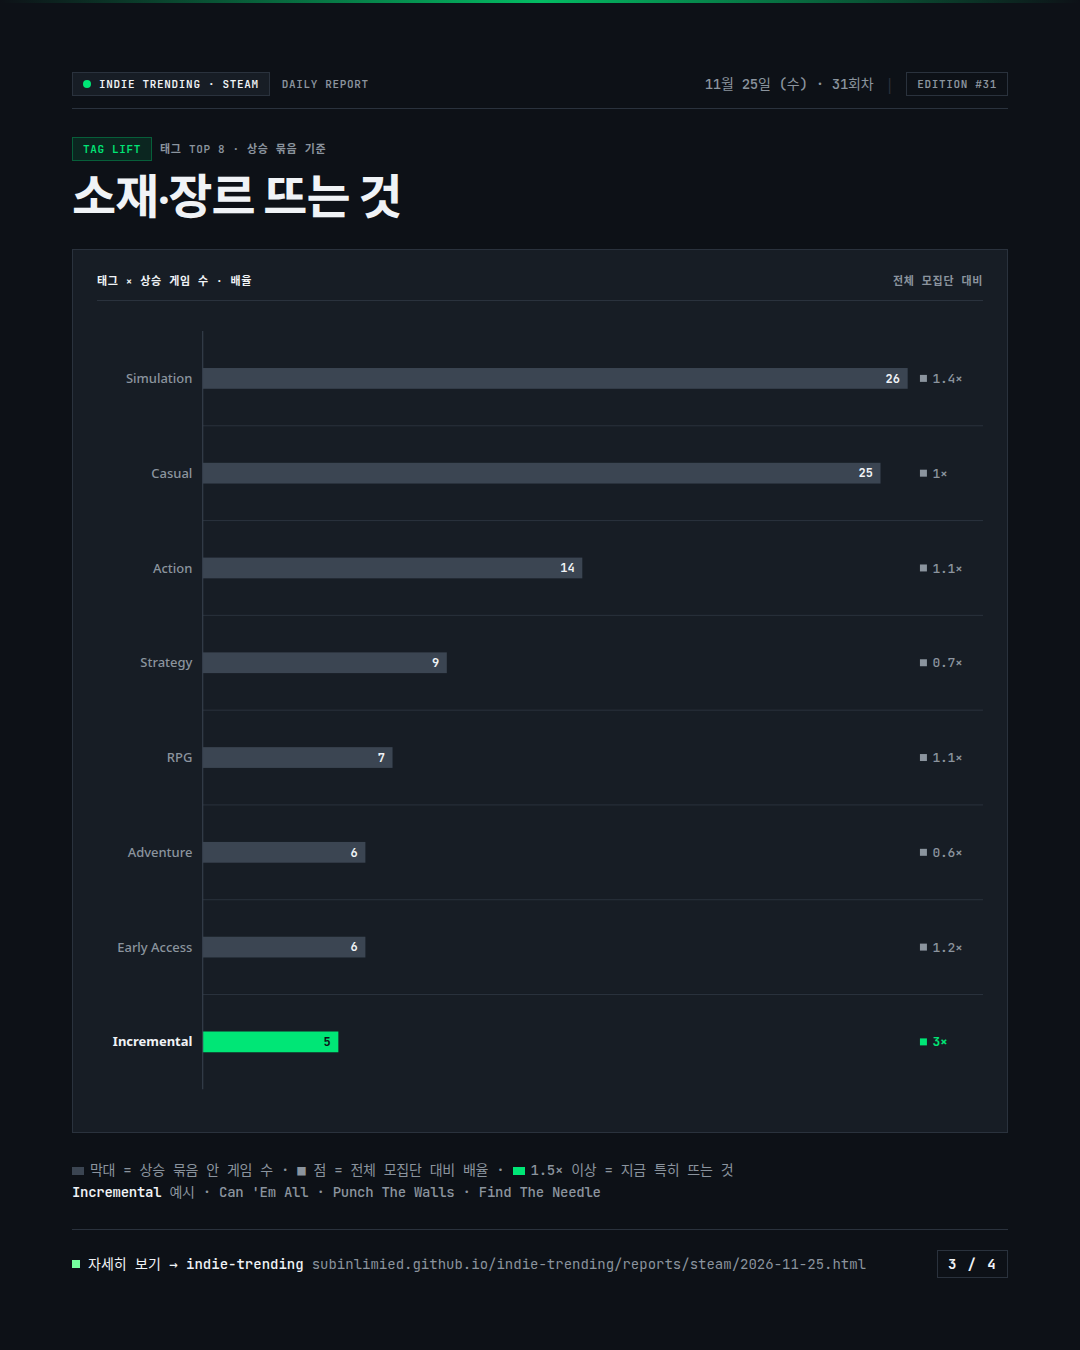 INDIE TRENDING · STEAM DAILY REPORT 11월 25일 (수) · 31회차 EDITION #31
TAG LIFT 태그 TOP 8 · 상승 묶음 기준
소재·장르 뜨는 것
태그 × 상승 게임 수 · 배율 전체 모집단 대비
Simulation 26 1.4×
Casual 25 1×
Action 14 1.1×
Strategy 9 0.7×
RPG 7 1.1×
Adventure 6 0.6×
Early Access 6 1.2×
Incremental 5 3×
막대 = 상승 묶음 안 게임 수 · 점 = 전체 모집단 대비 배율 · 1.5× 이상 = 지금 특히 뜨는 것
Incremental 예시 · Can 'Em All · Punch The Walls · Find The Needle
자세히 보기 → indie-trending subinlimied.github.io/indie-trending/reports/steam/2026-11-25.html 3 / 4